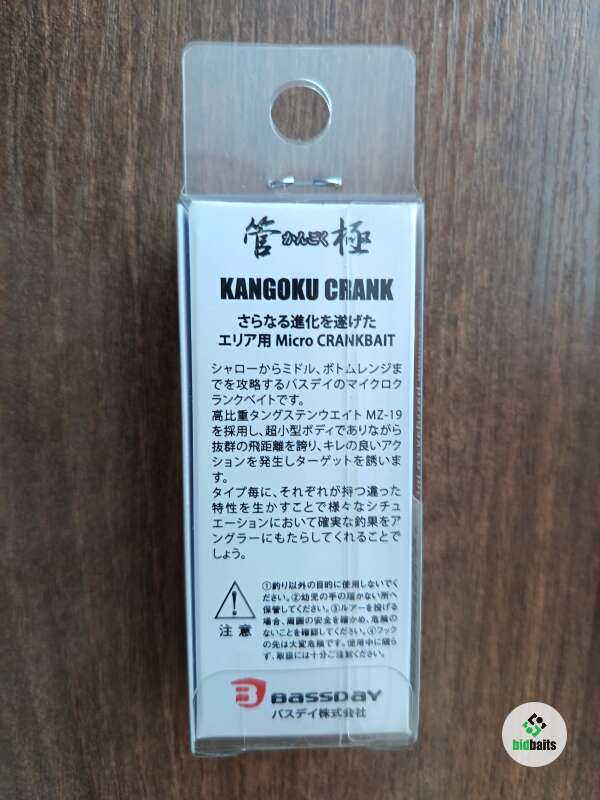 管 かんごく 極
KANGOKU CRANK
さらなる進化を遂げた
エリア用 Micro CRANKBAIT
シャローからミドル、ボトムレンジま
でを攻略するバスデイのマイクロク
ランクベイトです。
高比重タングステンウエイト MZ-19
を採用し、超小型ボディでありながら
抜群の飛距離を誇り、キレの良いアク
ションを発生しターゲットを誘いま
す。
タイプ毎に、それぞれが持つ違った
特性を生かすことで様々なシチュ
エーションにおいて確実な釣果をア
ングラーにもたらしてくれることで
しょう。
①釣り以外の目的に使用しないでく
ださい。②幼児の手の届かない所へ
保管してください。③ルアーを投げる
場合、周囲の安全を確かめ、危険の
ないことを確認してください。④フック
の先は大変危険です。使用中に限ら
ず、取扱には十分ご注意ください。
注意
BASSDAY
バスデイ株式会社
bidbaits